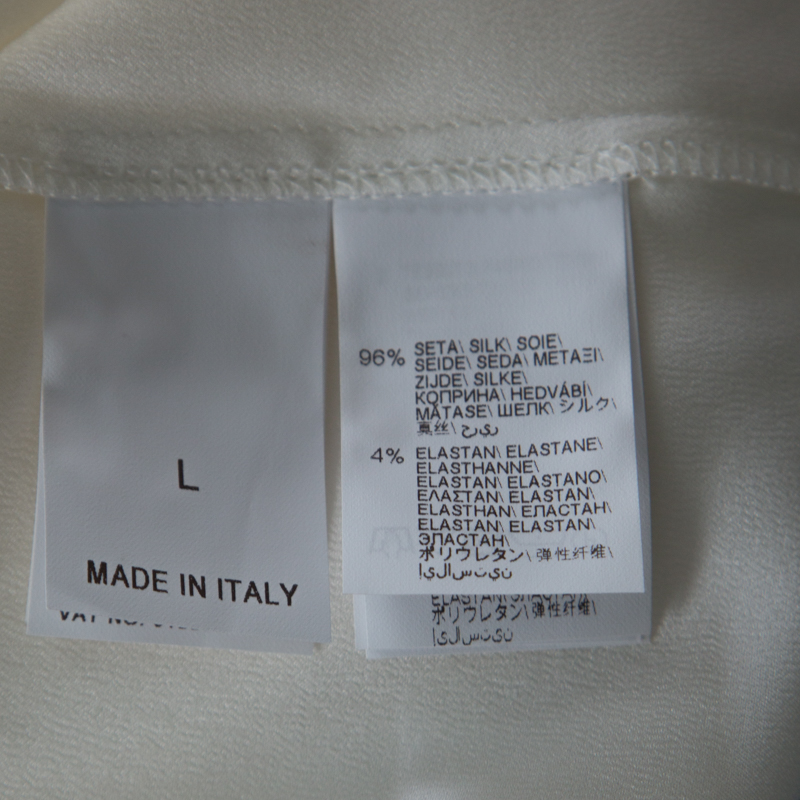 L
MADE IN ITALY
96% SETA\ SILK\ SOIE\
SEIDE\ SEDA\ ΜΕΤΑΞΙ\
ZIJDE\ SILKE\
КОПРИНА\ HEDVÁBÍ\
MĂTASE\ ШЕЛК\ シルク\
真丝\ حرير
4% ELASTAN\ ELASTANE\
ELASTHANNE\
ELASTAN\ ELASTANO\
ΕΛΑΣΤΑΝ\ ELASTAN\
ELASTHAN\ ЕЛАСТАН\
ELASTAN\ ELASTAN\
ЭЛАСТАН\
ポリウレタン\ 弹性纤维\
إيلاستين
ポリウレタン\ 弹性纤维\
إيلاستين